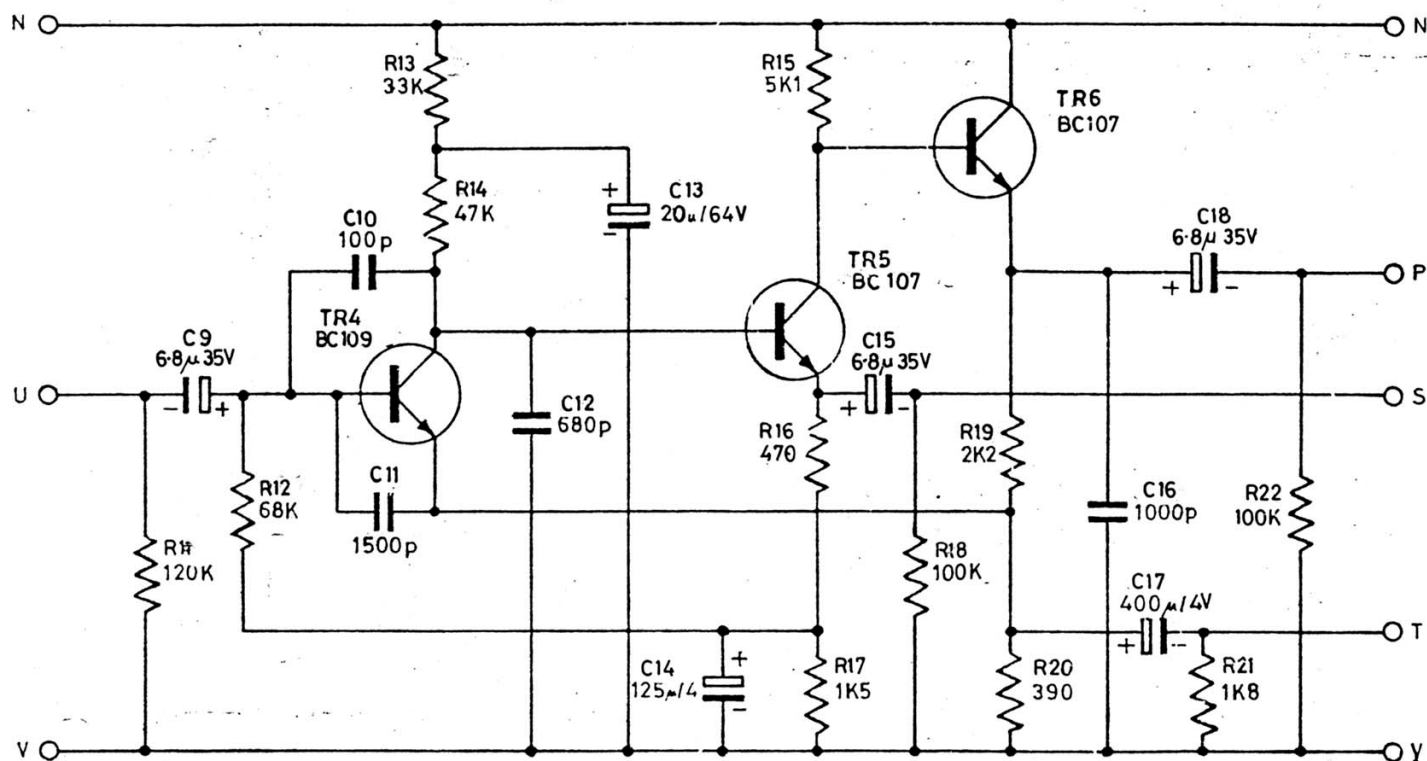 N
N
R13
33K
R15
5K1
TR6
BC107
R14
47K
+
C13
20u/64V
-
C10
100p
C18
6·8µ 35V
+
-
P
TR5
BC 107
TR4
BC109
C9
6·8µ 35V
C15
6·8µ 35V
U
-
+
+
-
S
C12
680p
R16
470
R19
2K2
C11
1500p
R12
68K
C16
1000p
R22
100K
R11
120K
R18
100K
C17
400µ/4V
+
-
T
C14
125µ/4
+
-
R17
1K5
R20
390
R21
1K8
V
V